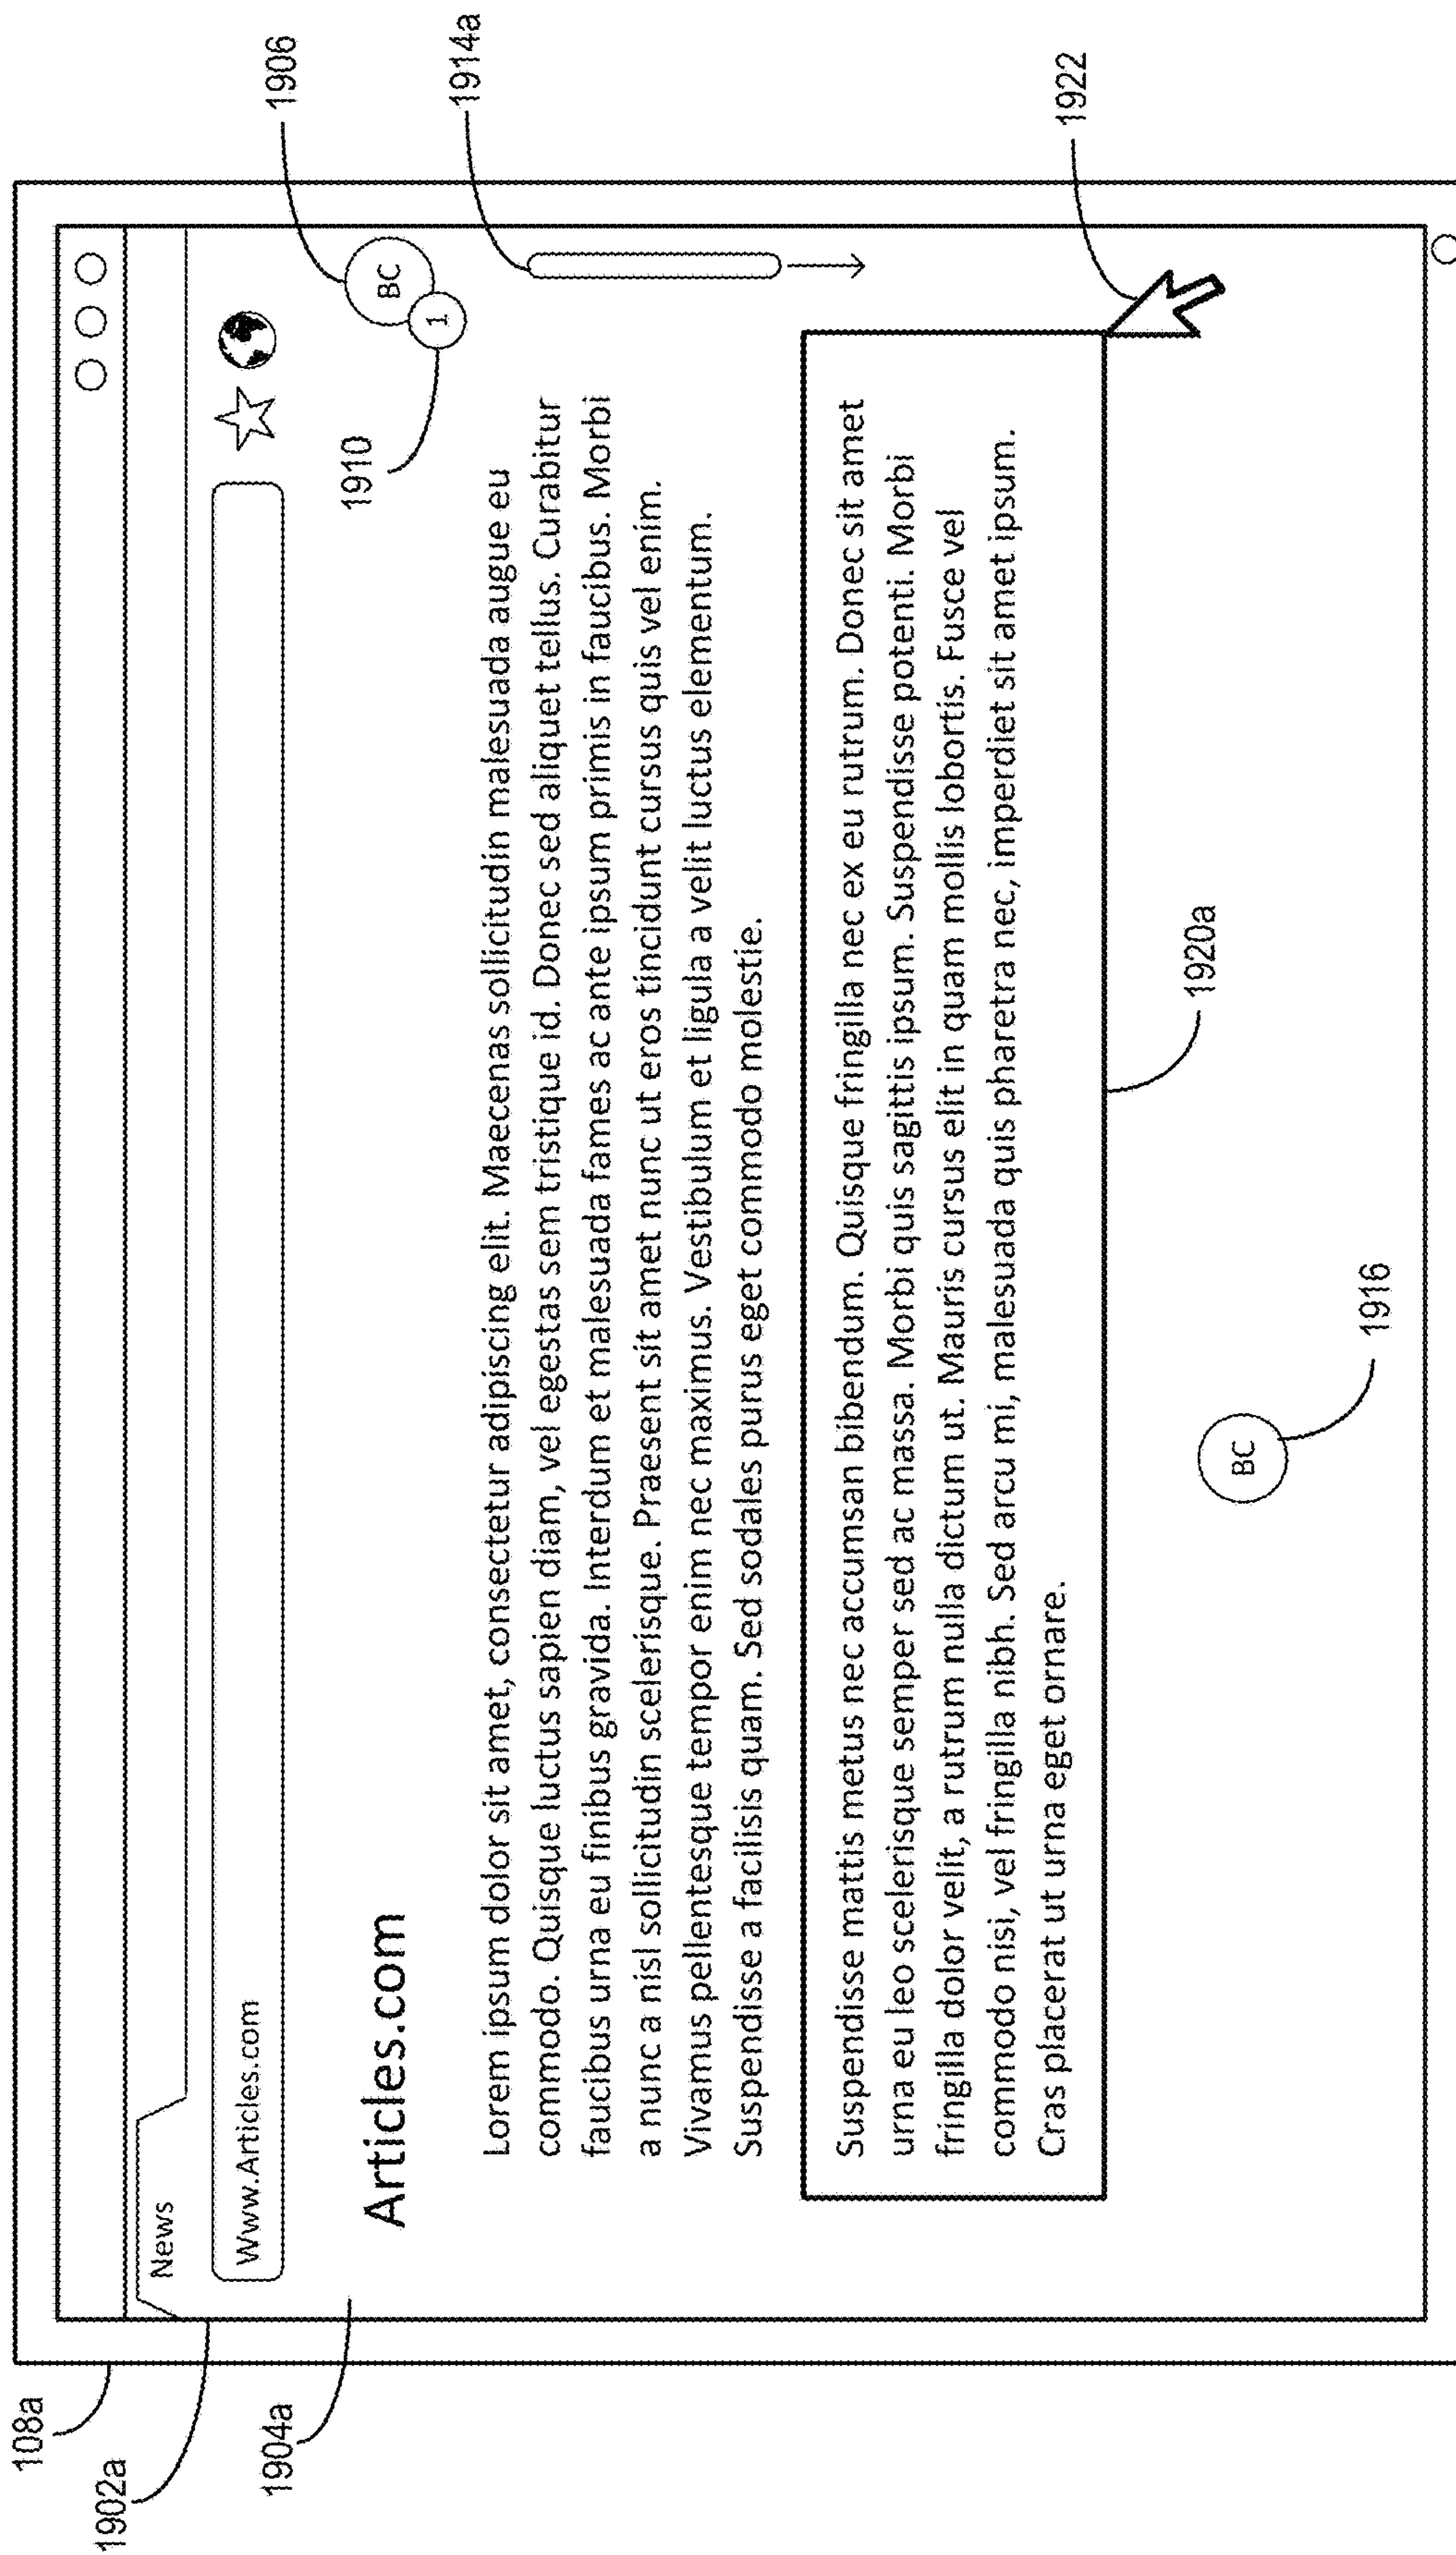 108a
1902a
1904a
News
Www.Articles.com
1906
BC
1
1910
1914a
Articles.com
Lorem ipsum dolor sit amet, consectetur adipiscing elit. Maecenas sollicitudin malesuada augue eu
commodo. Quisque luctus sapien diam, vel egestas sem tristique id. Donec sed aliquet tellus. Curabitur
faucibus urna eu finibus gravida. Interdum et malesuada fames ac ante ipsum primis in faucibus. Morbi
a nunc a nisl sollicitudin scelerisque. Praesent sit amet nunc ut eros tincidunt cursus quis vel enim.
Vivamus pellentesque tempor enim nec maximus. Vestibulum et ligula a velit luctus elementum.
Suspendisse a facilisis quam. Sed sodales purus eget commodo molestie.
Suspendisse mattis metus nec accumsan bibendum. Quisque fringilla nec ex eu rutrum. Donec sit amet
urna eu leo scelerisque semper sed ac massa. Morbi quis sagittis ipsum. Suspendisse potenti. Morbi
fringilla dolor velit, a rutrum nulla dictum ut. Mauris cursus elit in quam mollis lobortis. Fusce vel
commodo nisi, vel fringilla nibh. Sed arcu mi, malesuada quis pharetra nec, imperdiet sit amet ipsum.
Cras placerat ut urna eget ornare.
1922
1920a
BC
1916